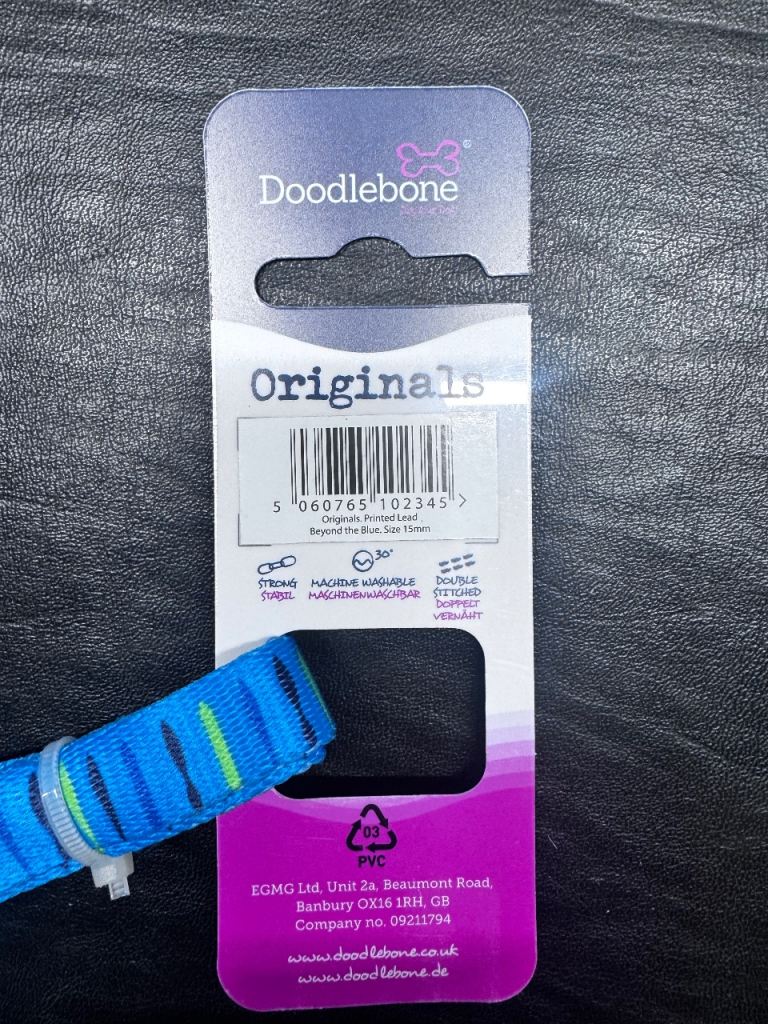 ®
Doodlebone
Originals
5 060765 102345 >
Originals. Printed Lead
Beyond the Blue. Size 15mm
30°
STRONG
STABIL
MACHINE WASHABLE
MASCHINENWASCHBAR
DOUBLE
STITCHED
DOPPELT
VERNÄHT
03
PVC
EGMG Ltd, Unit 2a, Beaumont Road,
Banbury OX16 1RH, GB
Company no. 09211794
www.doodlebone.co.uk
www.doodlebone.de